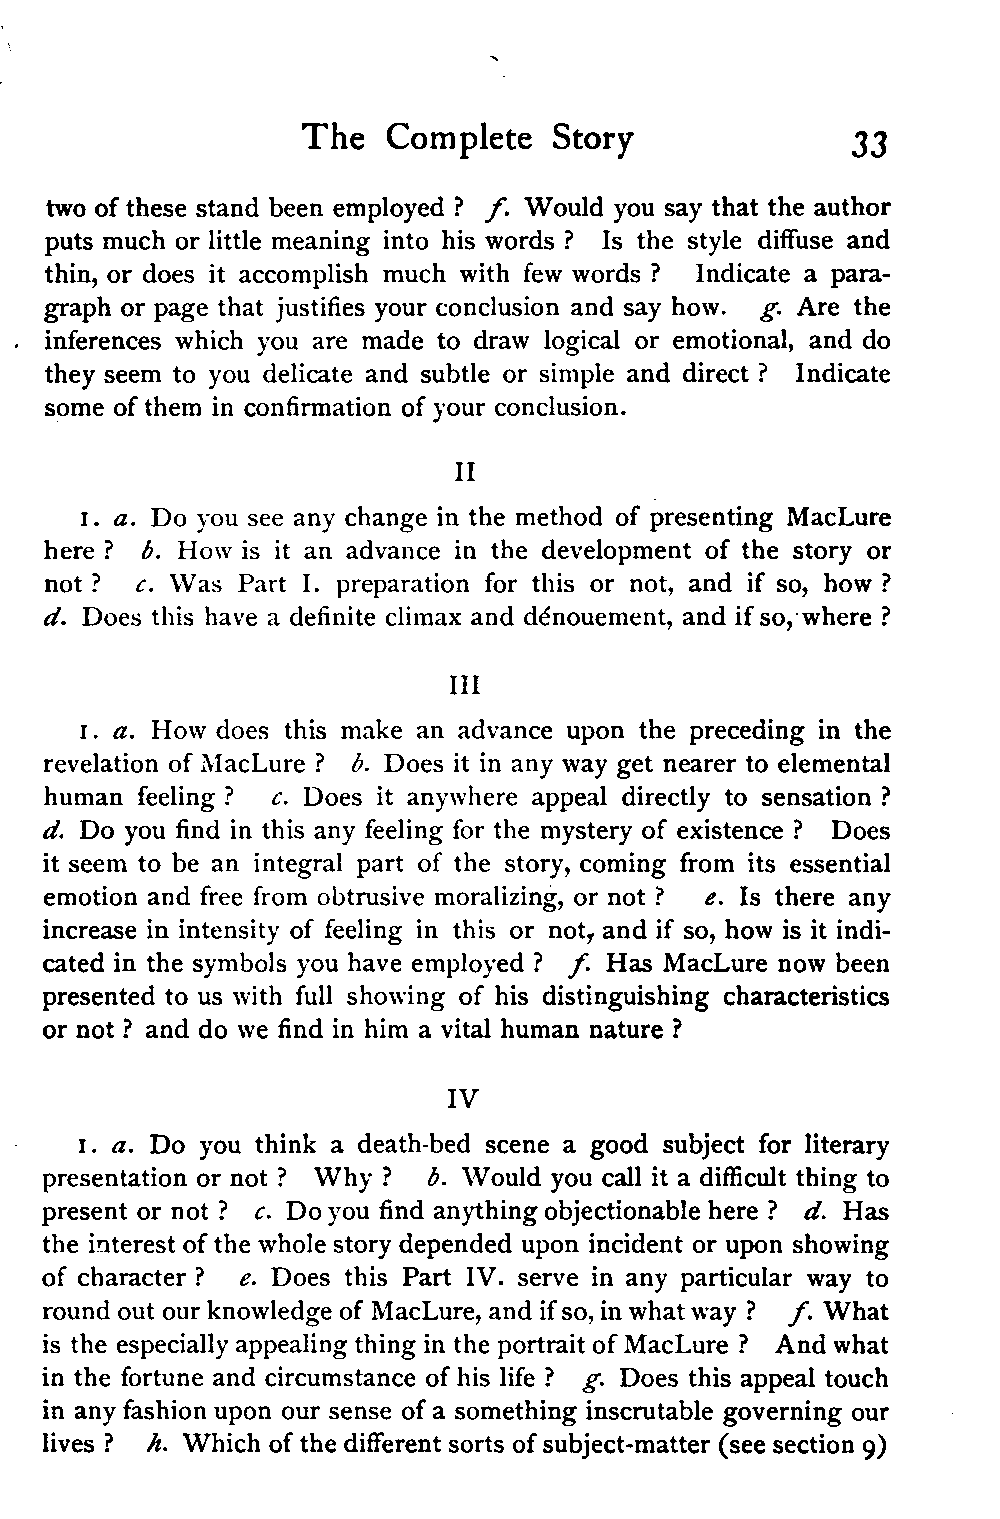 The Complete Story 33
two of these stand been employed ? f. Would you say that the author
puts much or little meaning into his words ? Is the style diffuse and
thin, or does it accomplish much with few words ? Indicate a para-
graph or page that justifies your conclusion and say how. g. Are the
inferences which you are made to draw logical or emotional, and do
they seem to you delicate and subtle or simple and direct ? Indicate
some of them in confirmation of your conclusion.
II
1. a. Do you see any change in the method of presenting MacLure
here ? b. How is it an advance in the development of the story or
not ? c. Was Part I. preparation for this or not, and if so, how ?
d. Does this have a definite climax and dénouement, and if so, where ?
III
1. a. How does this make an advance upon the preceding in the
revelation of MacLure ? b. Does it in any way get nearer to elemental
human feeling ? c. Does it anywhere appeal directly to sensation ?
d. Do you find in this any feeling for the mystery of existence ? Does
it seem to be an integral part of the story, coming from its essential
emotion and free from obtrusive moralizing, or not ? e. Is there any
increase in intensity of feeling in this or not, and if so, how is it indi-
cated in the symbols you have employed ? f. Has MacLure now been
presented to us with full showing of his distinguishing characteristics
or not ? and do we find in him a vital human nature ?
IV
1. a. Do you think a death-bed scene a good subject for literary
presentation or not ? Why ? b. Would you call it a difficult thing to
present or not ? c. Do you find anything objectionable here ? d. Has
the interest of the whole story depended upon incident or upon showing
of character ? e. Does this Part IV. serve in any particular way to
round out our knowledge of MacLure, and if so, in what way ? f. What
is the especially appealing thing in the portrait of MacLure ? And what
in the fortune and circumstance of his life ? g. Does this appeal touch
in any fashion upon our sense of a something inscrutable governing our
lives ? h. Which of the different sorts of subject-matter (see section 9)